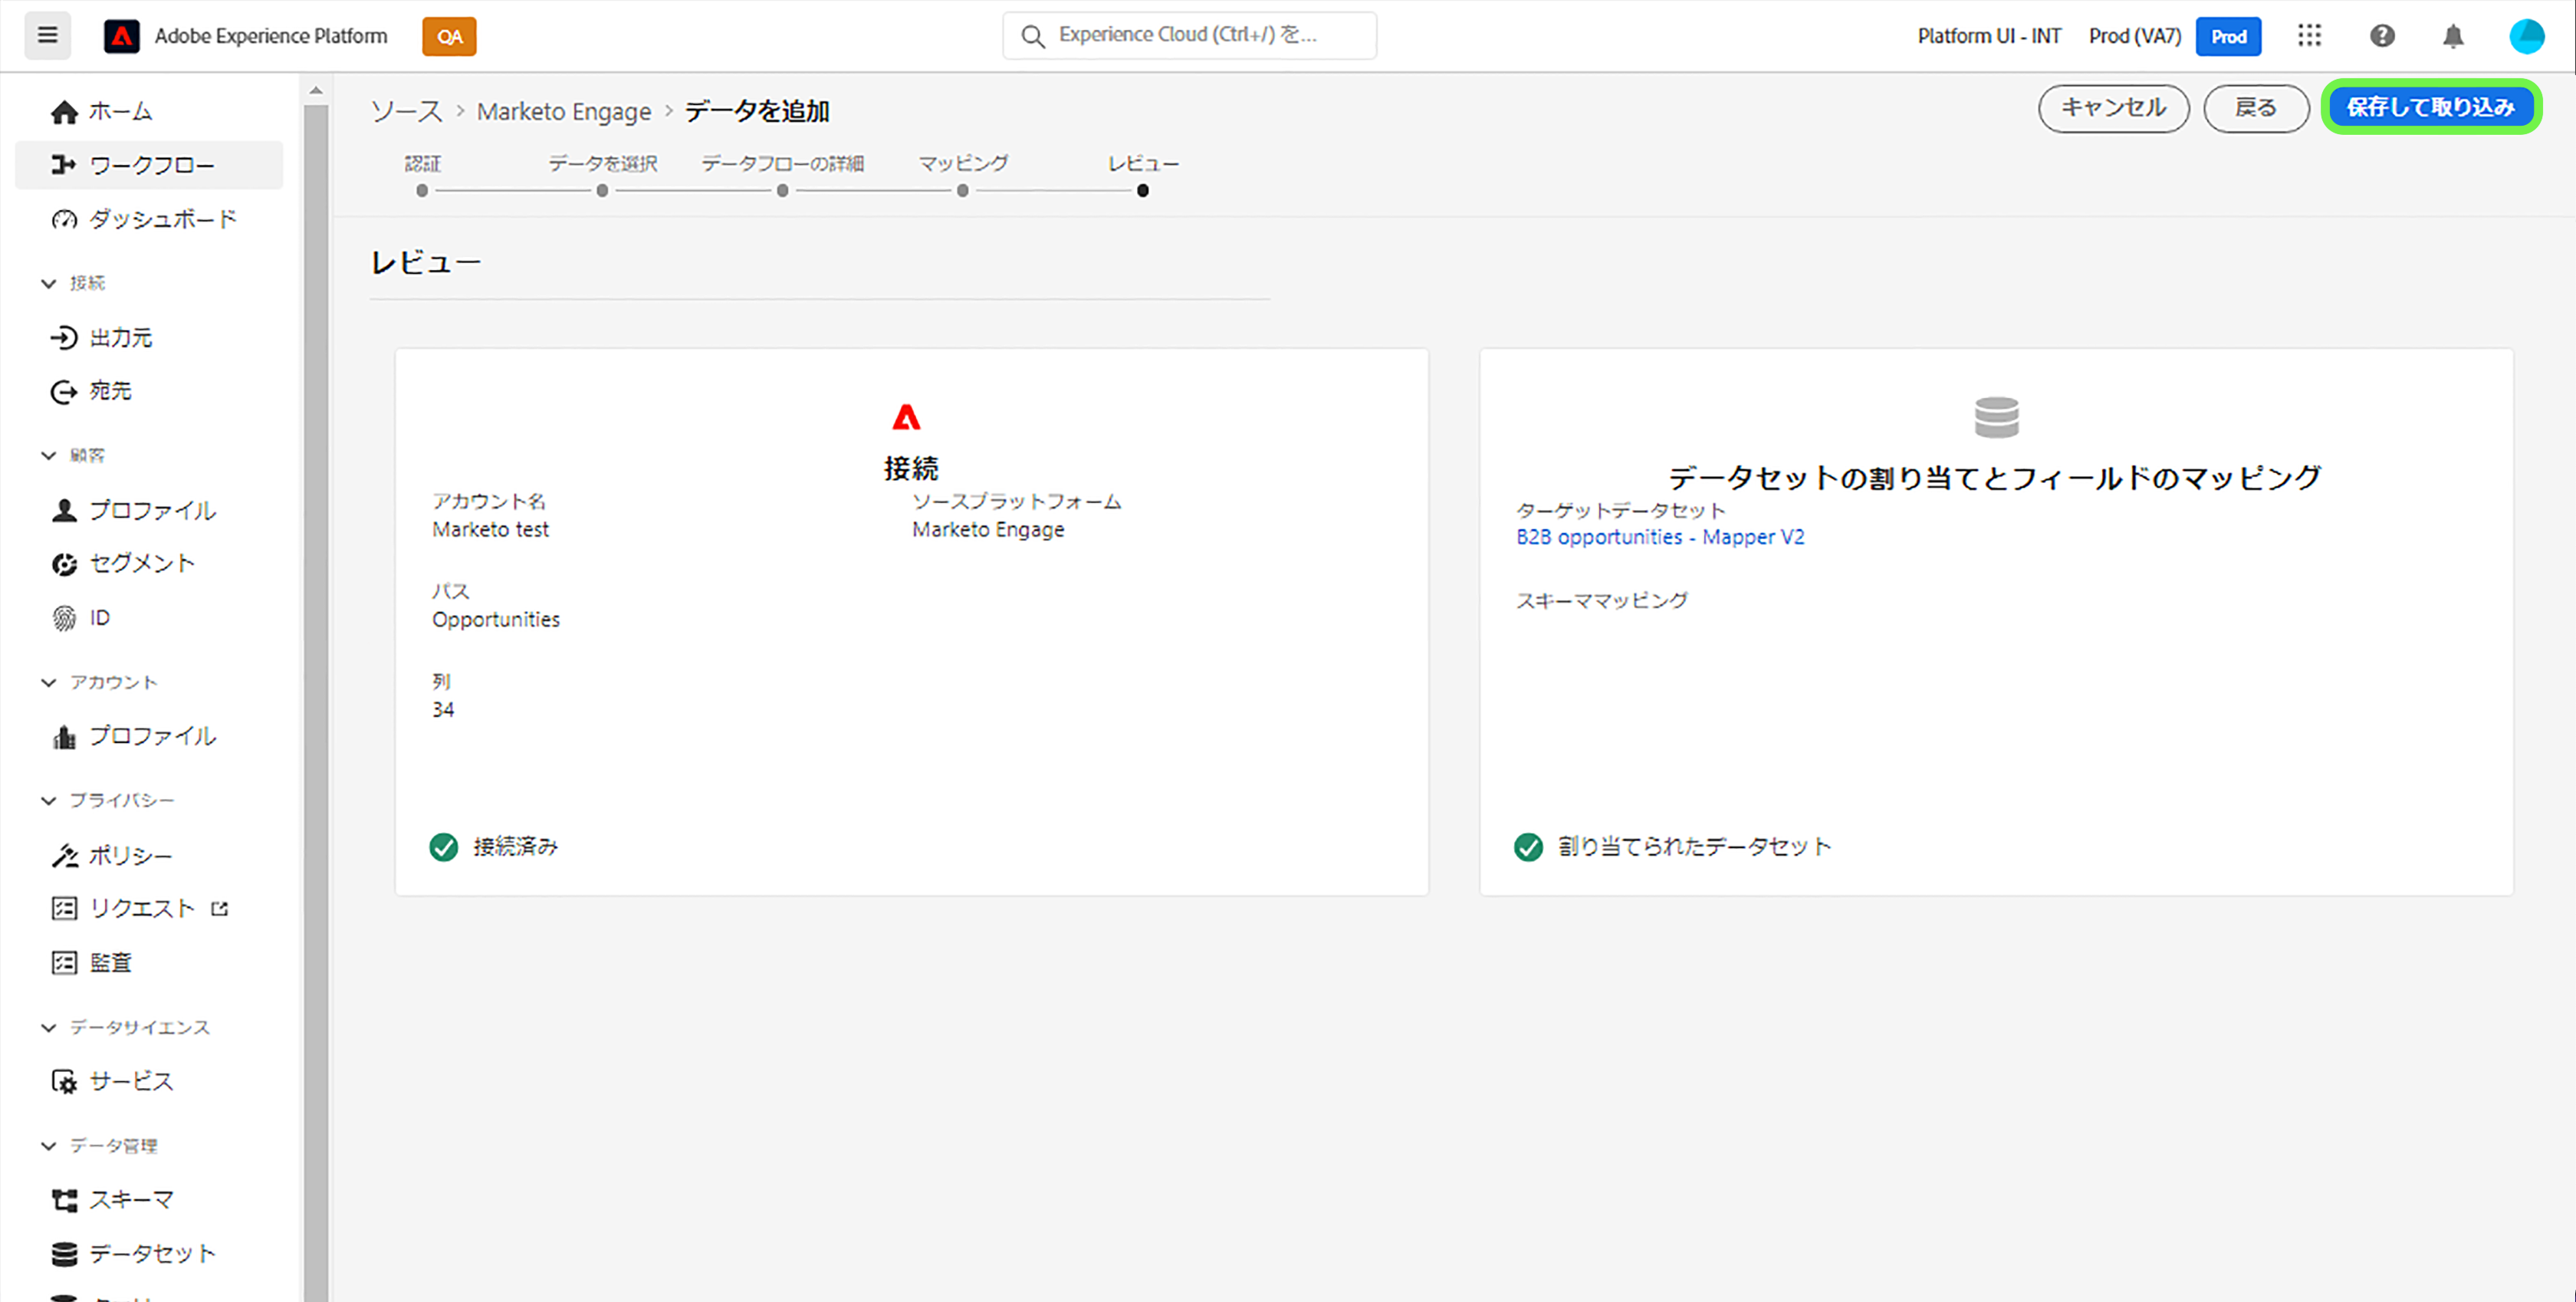 Adobe Experience Platform
QA
Experience Cloud (Ctrl+/) を...
Platform UI - INT
Prod (VA7)
Prod
ホーム
ワークフロー
ダッシュボード
接続
出力元
宛先
顧客
プロファイル
セグメント
ID
アカウント
プロファイル
プライバシー
ポリシー
リクエスト
監査
データサイエンス
サービス
データ管理
スキーマ
データセット
ソース > Marketo Engage > データを追加
キャンセル
戻る
保存して取り込み
認証
データを選択
データフローの詳細
マッピング
レビュー
レビュー
接続
アカウント名
Marketo test
ソースプラットフォーム
Marketo Engage
パス
Opportunities
列
34
接続済み
データセットの割り当てとフィールドのマッピング
ターゲットデータセット
B2B opportunities - Mapper V2
スキーママッピング
割り当てられたデータセット